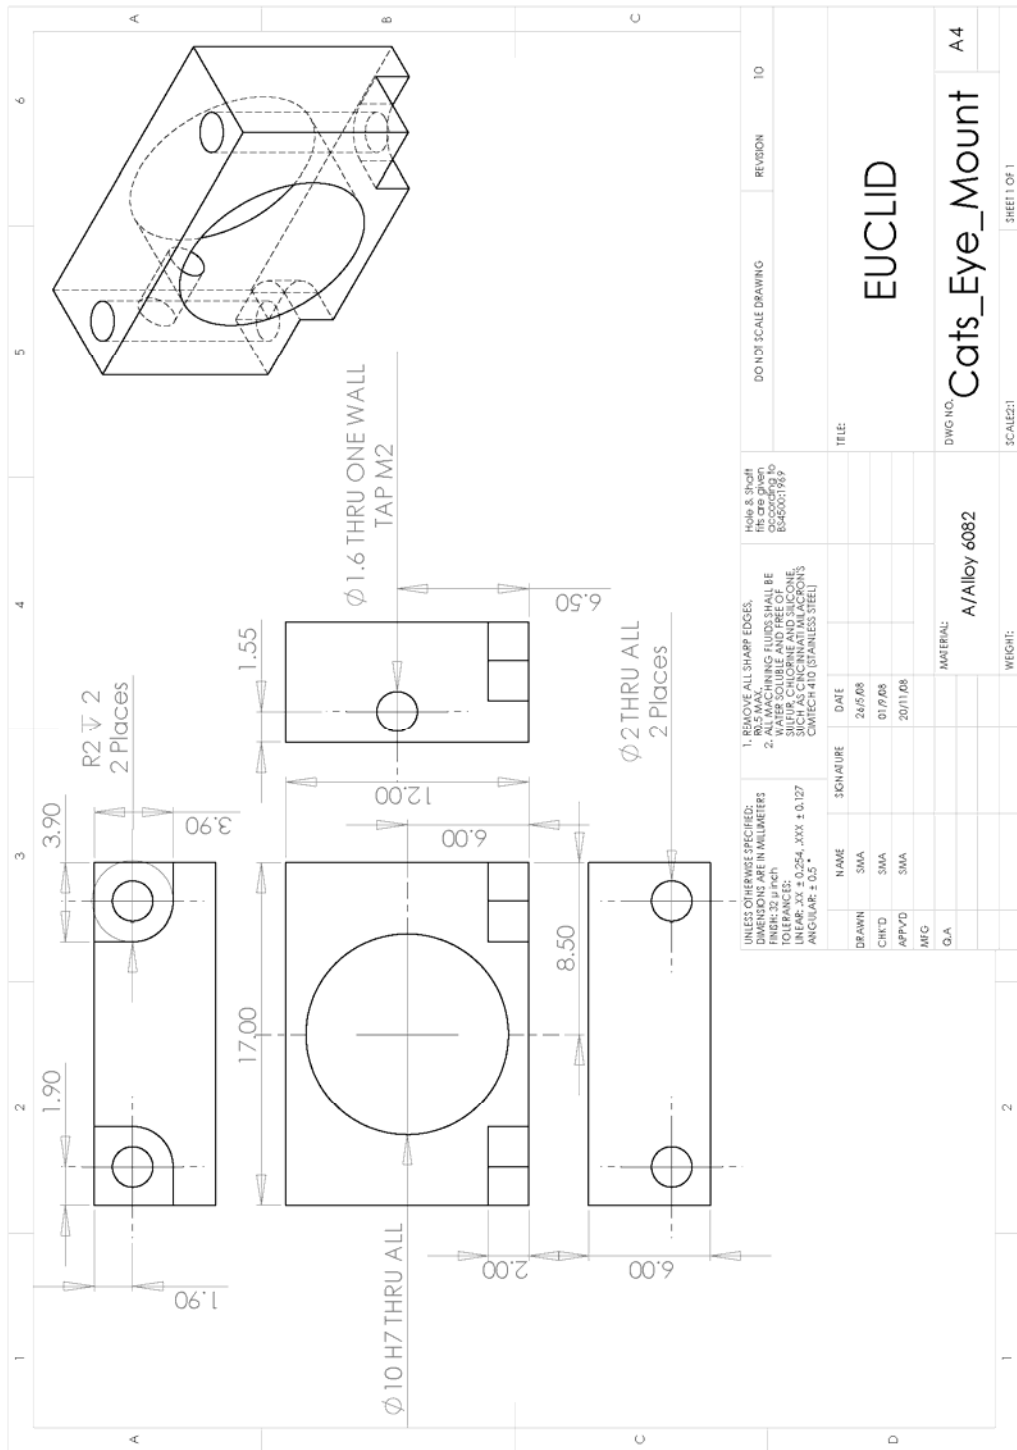 1
2
3
4
5
6
A
B
C
R2 ↧ 2
2 Places
3.90
3.90
1.90
1.90
17.00
12.00
6.00
8.50
2.00
6.00
Ø 10 H7 THRU ALL
1.55
6.50
Ø 1.6 THRU ONE WALL
TAP M2
Ø 2 THRU ALL
2 Places
UNLESS OTHERWISE SPECIFIED:
DIMENSIONS ARE IN MILLIMETERS
FINISH: 32 µ inch
TOLERANCES:
LINEAR: .XX ± 0.254, .XXX ± 0.127
ANGULAR: ± 0.5 °
1. REMOVE ALL SHARP EDGES,
R0.5 MAX.
2. ALL MACHINING FLUIDS SHALL BE
WATER SOLUBLE AND FREE OF
SULFUR, CHLORINE AND SILICONE,
SUCH AS CINCINNATI MILACRON'S
CIMTECH 410 (STAINLESS STEEL)
Hole & Shaft
fits are given
according to
BS4500:1969
DO NOT SCALE DRAWING
REVISION
10
NAME
SIGNATURE
DATE
DRAWN
SMA
26/5/08
CHK'D
SMA
01/9/08
APPV'D
SMA
20/11/08
MFG
Q.A
TITLE:
EUCLID
MATERIAL:
A/Alloy 6082
DWG NO.
Cats_Eye_Mount
A4
WEIGHT:
SCALE:2:1
SHEET 1 OF 1
A
C
D
1
2